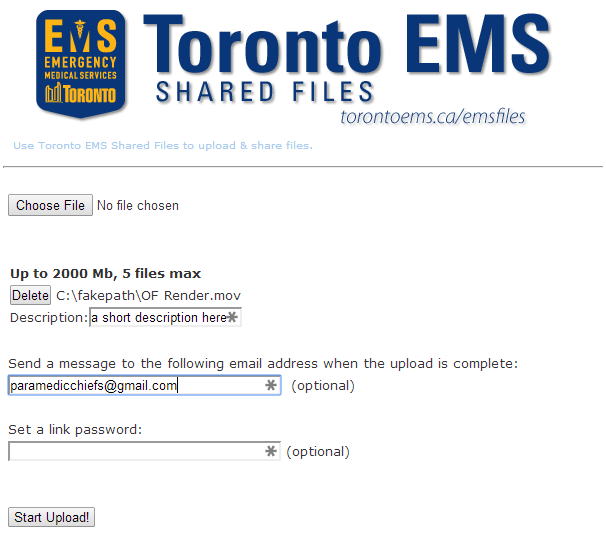 EMS
EMERGENCY
MEDICAL SERVICES
TORONTO
Toronto EMS
SHARED FILES
torontoems.ca/emsfiles
Use Toronto EMS Shared Files to upload & share files.
Choose File No file chosen
Up to 2000 Mb, 5 files max
Delete C:\fakepath\OF Render.mov
Description: a short description here
Send a message to the following email address when the upload is complete:
paramedicchiefs@gmail.com (optional)
Set a link password:
(optional)
Start Upload!